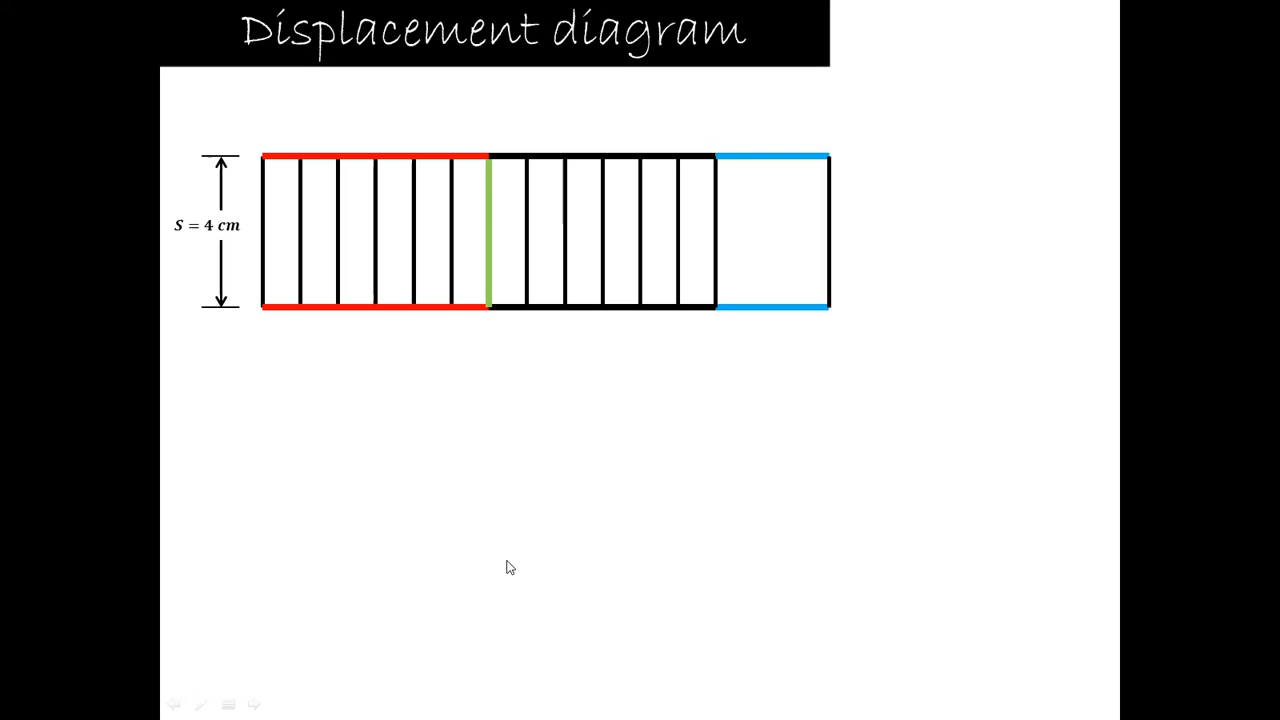 Displacement diagram
S = 4 cm